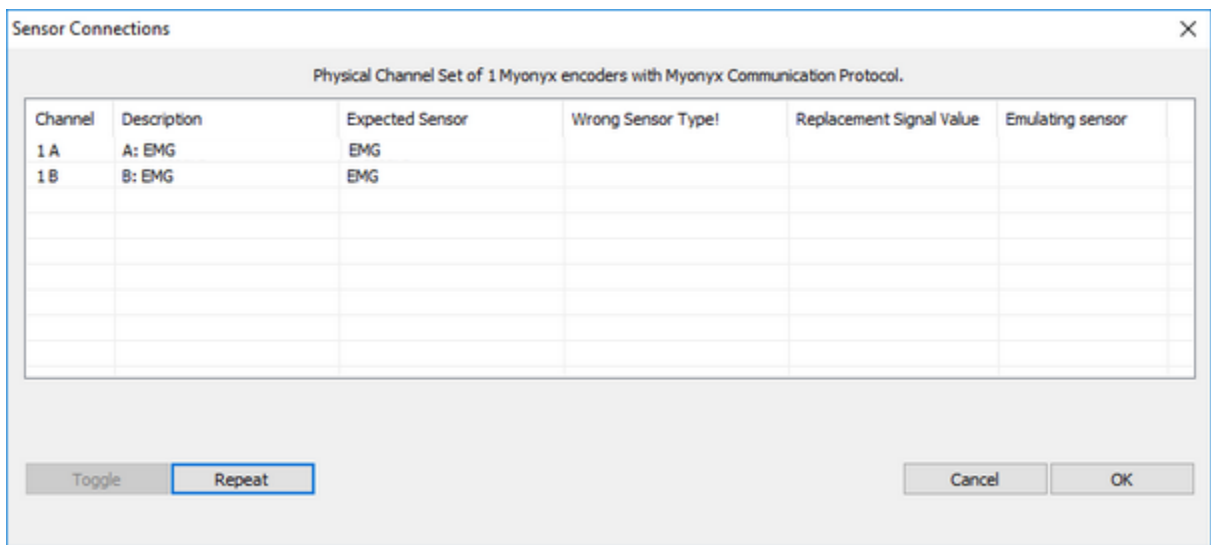 Sensor Connections
Physical Channel Set of 1 Myonyx encoders with Myonyx Communication Protocol.
Channel Description Expected Sensor Wrong Sensor Type! Replacement Signal Value Emulating sensor
1 A A: EMG EMG
1 B B: EMG EMG
Toggle Repeat Cancel OK